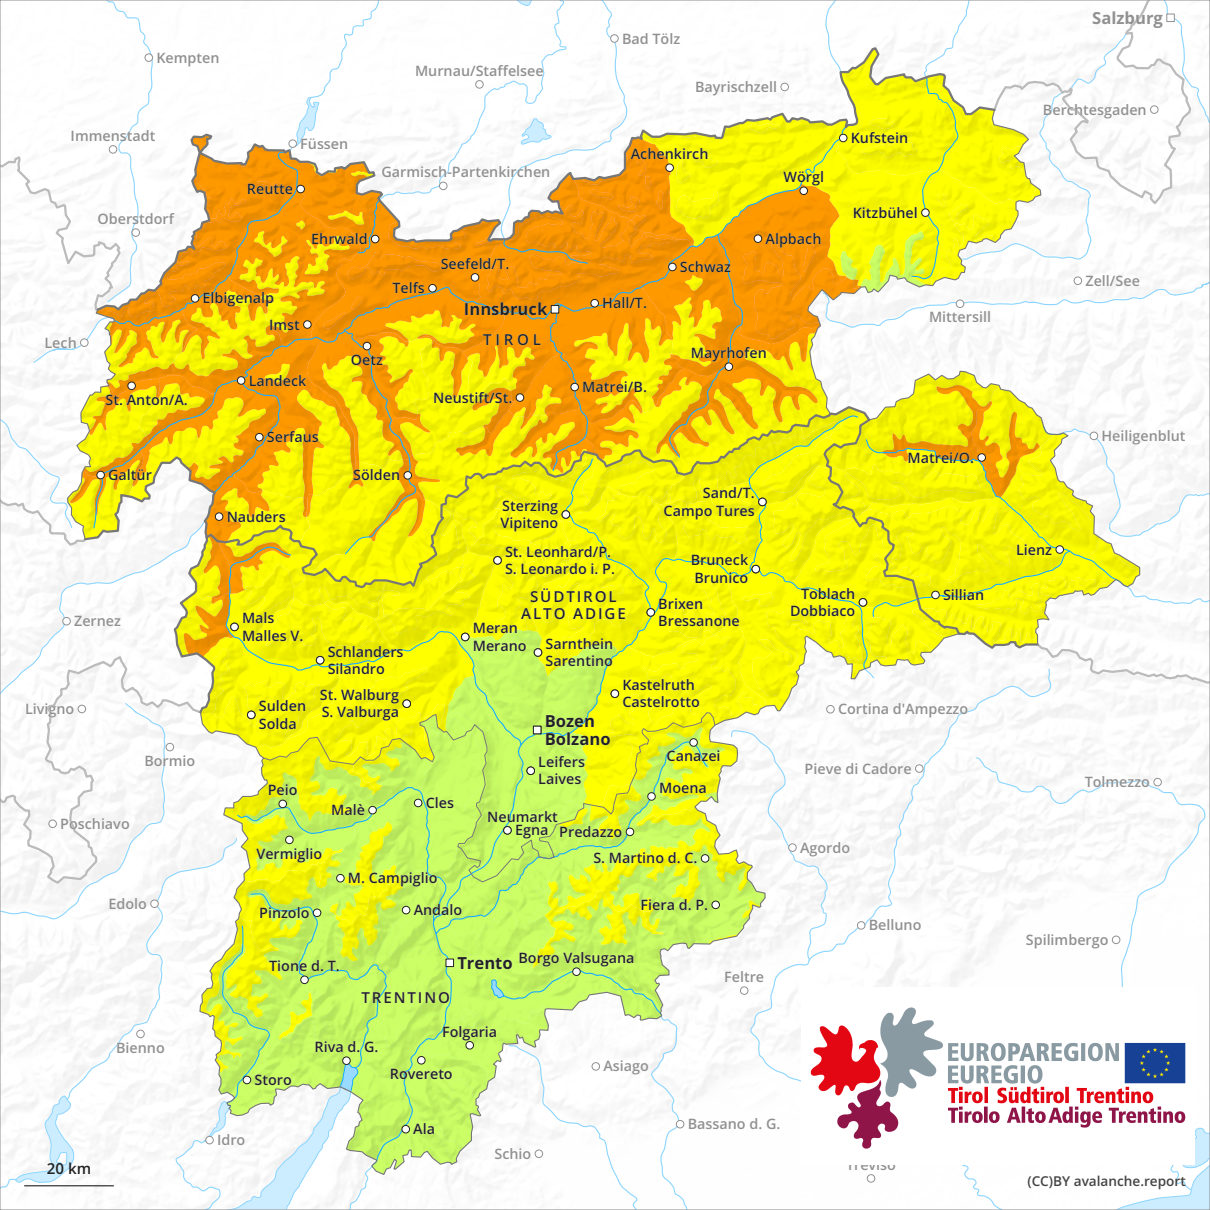 Salzburg
Bad Tölz
Kempten
Murnau/Staffelsee
Bayrischzell
Berchtesgaden
Immenstadt
Füssen
Kufstein
Achenkirch
Garmisch-Partenkirchen
Wörgl
Reutte
Oberstdorf
Kitzbühel
Ehrwald
Alpbach
Seefeld/T.
Schwaz
Zell/See
Telfs
Elbigenalp
Hall/T.
Innsbruck
Mittersill
Imst
TIROL
Lech
Oetz
Mayrhofen
Landeck
Matrei/B.
St. Anton/A.
Neustift/St.
Serfaus
Heiligenblut
Matrei/O.
Galtür
Sölden
Sand/T.
Campo Tures
Sterzing
Vipiteno
Nauders
St. Leonhard/P.
S. Leonardo i. P.
Lienz
Bruneck
Brunico
SÜDTIROL
ALTO ADIGE
Toblach
Dobbiaco
Sillian
Brixen
Bressanone
Zernez
Mals
Malles V.
Meran
Merano
Sarnthein
Sarentino
Schlanders
Silandro
Kastelruth
Castelrotto
St. Walburg
S. Valburga
Sulden
Solda
Livigno
Cortina d'Ampezzo
Bozen
Bolzano
Bormio
Canazei
Leifers
Laives
Pieve di Cadore
Tolmezzo
Peio
Moena
Malè
Cles
Neumarkt
Egna
Poschiavo
Predazzo
Vermiglio
Agordo
S. Martino d. C.
M. Campiglio
Edolo
Pinzolo
Andalo
Fiera d. P.
Belluno
Spilimbergo
Trento
Borgo Valsugana
Tione d. T.
Feltre
TRENTINO
Folgaria
Bienno
Riva d. G.
Rovereto
Asiago
Storo
EUROPAREGION
EUREGIO
Tirol Südtirol Trentino
Tirolo Alto Adige Trentino
Bassano d. G.
Ala
Idro
Schio
Treviso
20 km
(CC)BY avalanche.report